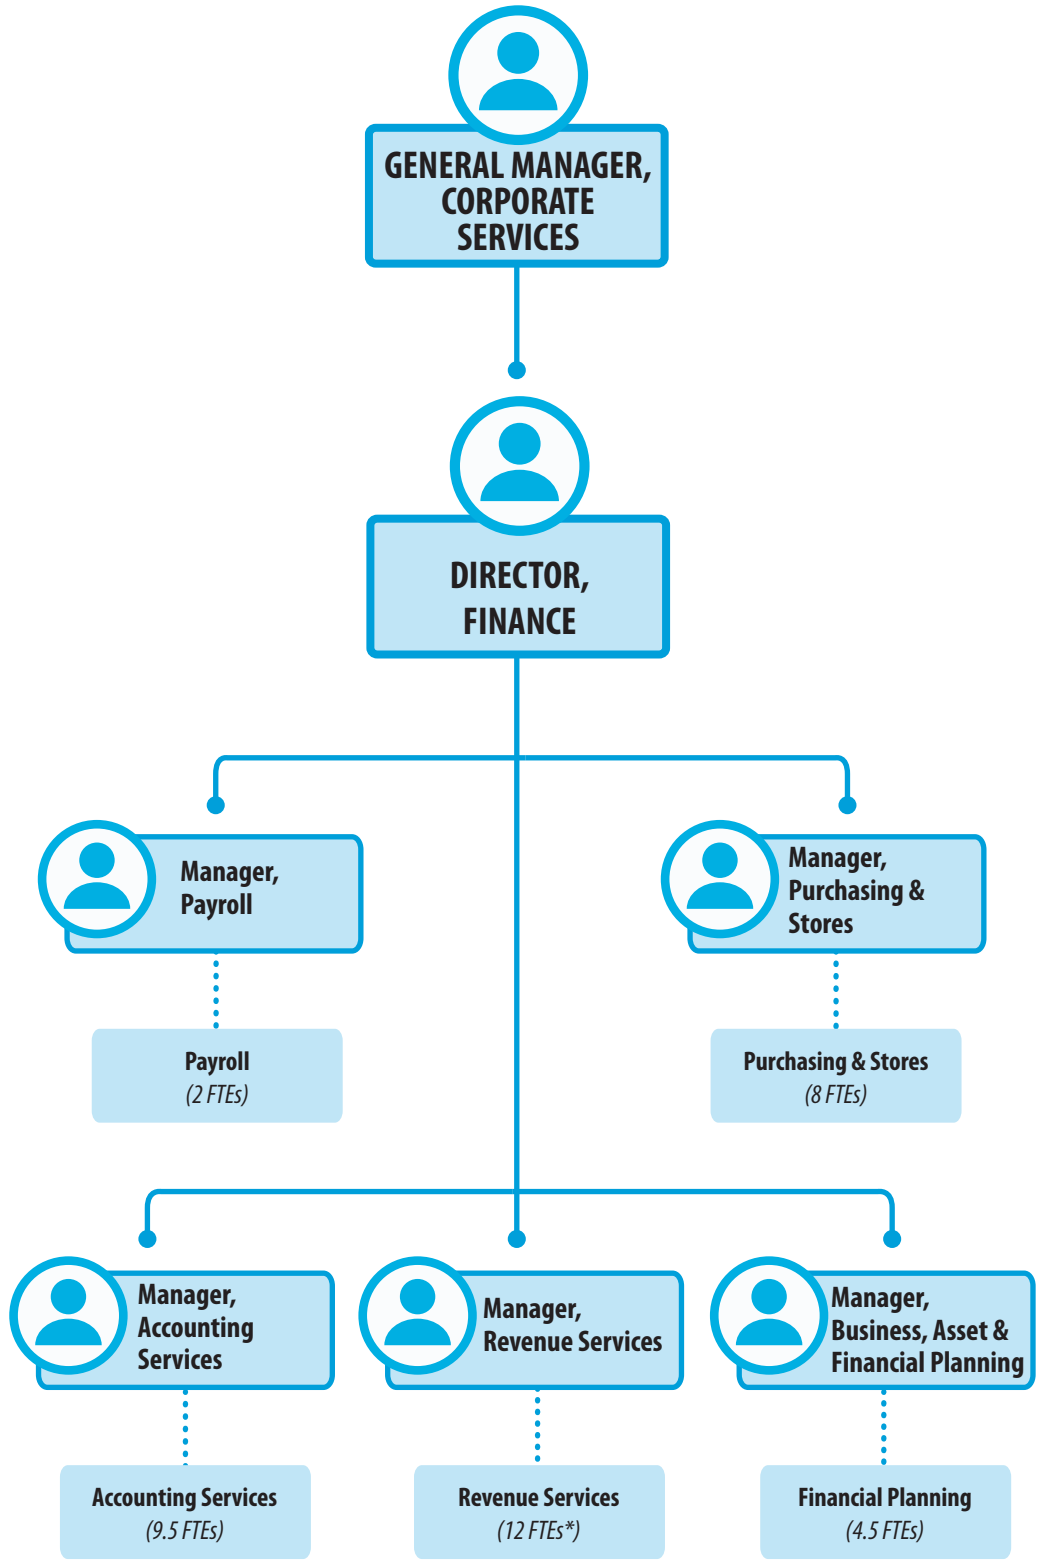 GENERAL MANAGER,
CORPORATE
SERVICES
DIRECTOR,
FINANCE
Manager,
Payroll
Manager,
Purchasing &
Stores
Payroll
(2 FTEs)
Purchasing & Stores
(8 FTEs)
Manager,
Accounting
Services
Manager,
Revenue Services
Manager,
Business, Asset &
Financial Planning
Accounting Services
(9.5 FTEs)
Revenue Services
(12 FTEs*)
Financial Planning
(4.5 FTEs)